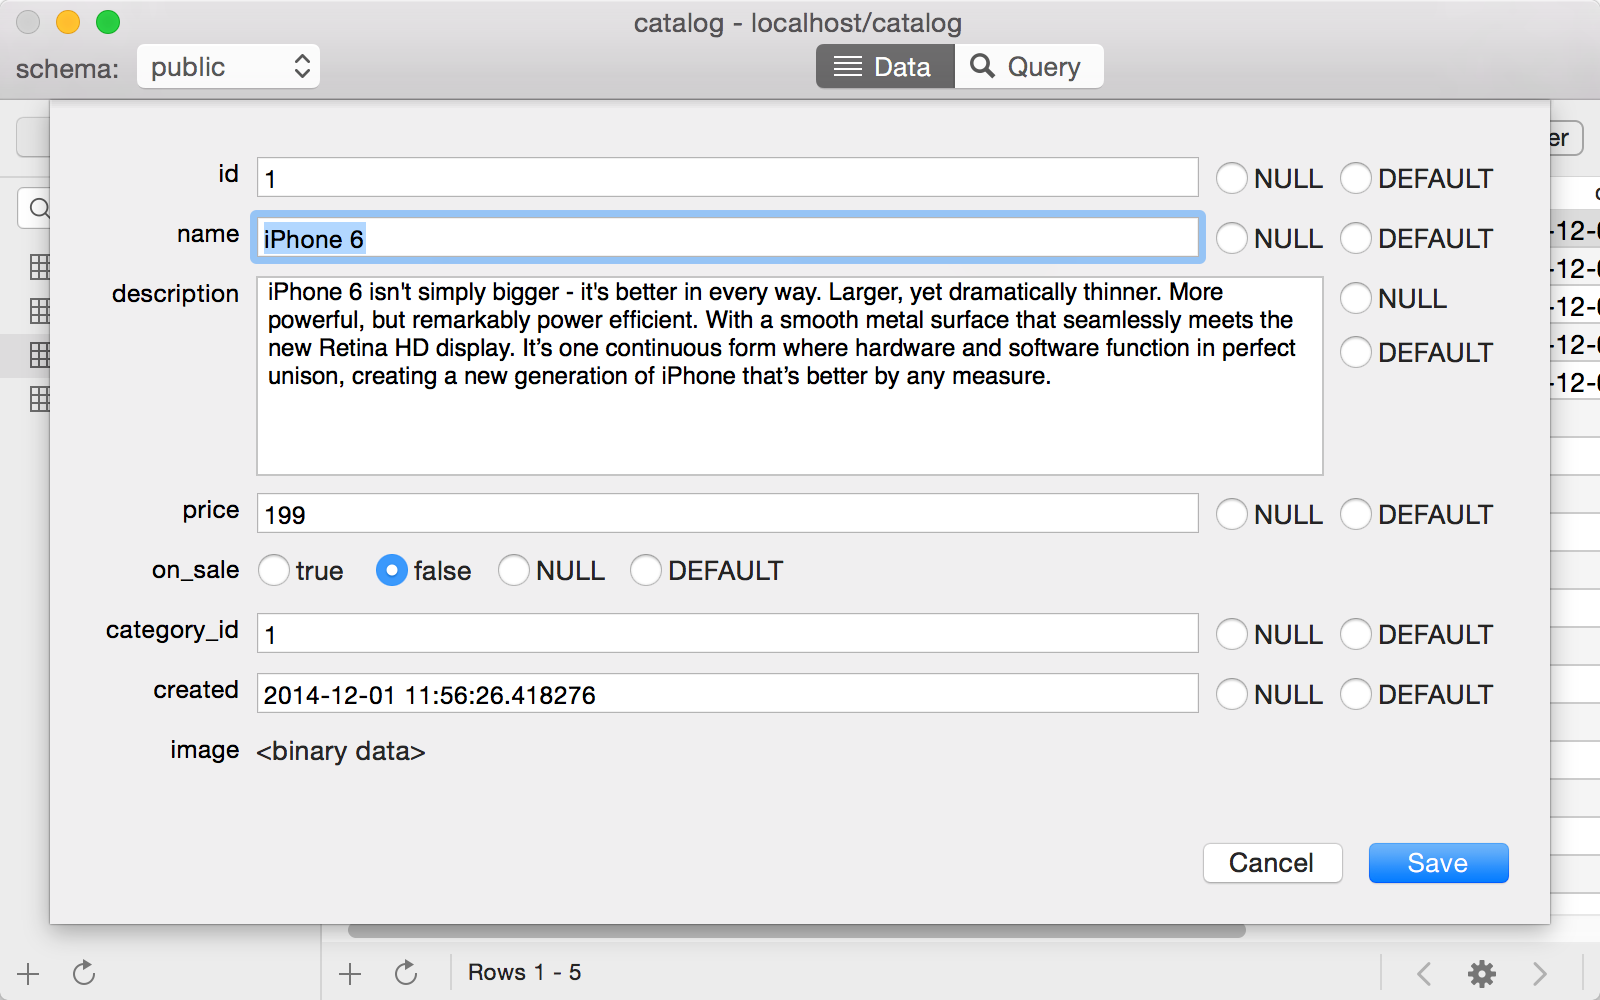 catalog - localhost/catalog
schema: public Data Query
er
id 1 NULL DEFAULT
name iPhone 6 NULL DEFAULT
description iPhone 6 isn't simply bigger - it's better in every way. Larger, yet dramatically thinner. More NULL
powerful, but remarkably power efficient. With a smooth metal surface that seamlessly meets the
new Retina HD display. It’s one continuous form where hardware and software function in perfect DEFAULT
unison, creating a new generation of iPhone that’s better by any measure.
-12-
-12-
-12-
-12-
-12-
price 199 NULL DEFAULT
on_sale true false NULL DEFAULT
category_id 1 NULL DEFAULT
created 2014-12-01 11:56:26.418276 NULL DEFAULT
image <binary data>
Cancel Save
Rows 1 - 5